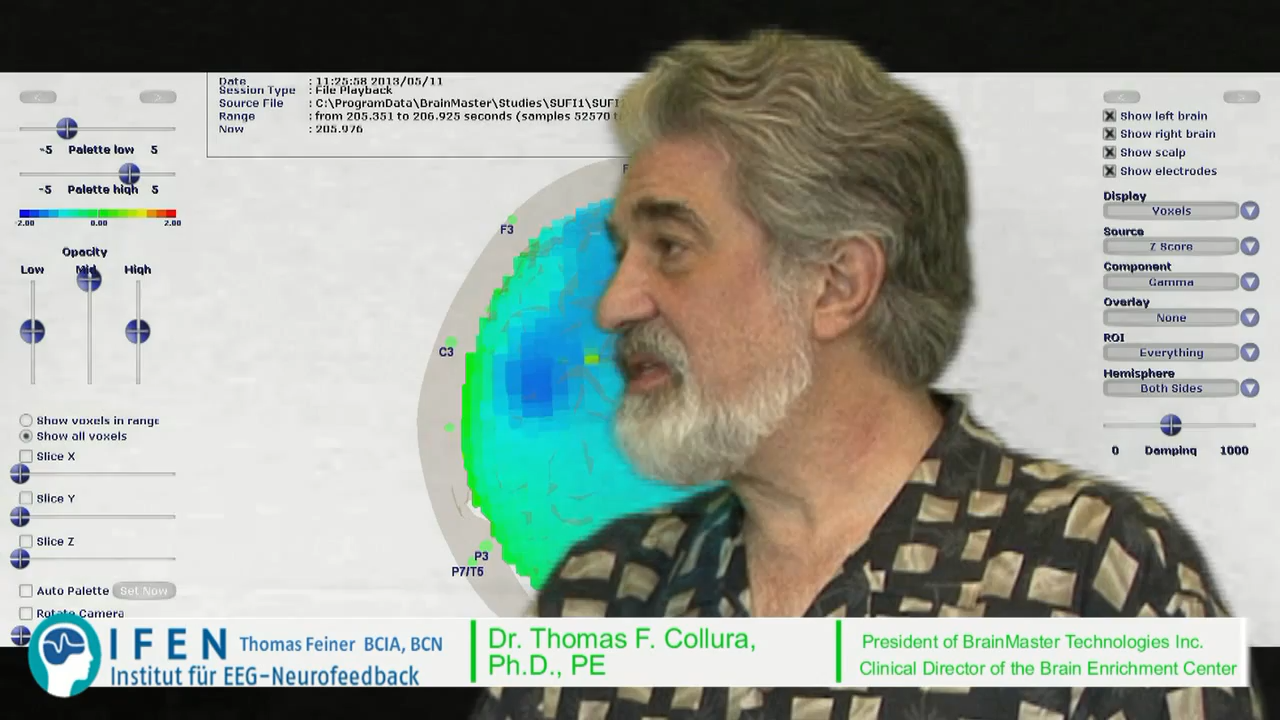 Date : 11:25:58 2013/05/11
Session Type : File Playback
Source File : C:\ProgramData\BrainMaster\Studies\SUFI1\SUFI
Range : from 205.351 to 206.925 seconds (samples 52570
Now : 205.976
< >
-5 Palette low 5
-5 Palette high 5
-2.00 0.00 2.00
Opacity
Low Mid High
Show voxels in range
Show all voxels
Slice X
Slice Y
Slice Z
Auto Palette Set Now
Rotate Camera
F3
C3
P3
P7/T5
< >
Show left brain
Show right brain
Show scalp
Show electrodes
Display
Voxels
Source
Z Score
Component
Gamma
Overlay
None
ROI
Everything
Hemisphere
Both Sides
0 Damping 1000
IFEN Thomas Feiner BCIA, BCN
Institut für EEG-Neurofeedback
Dr. Thomas F. Collura,
Ph.D., PE
President of BrainMaster Technologies Inc.
Clinical Director of the Brain Enrichment Center